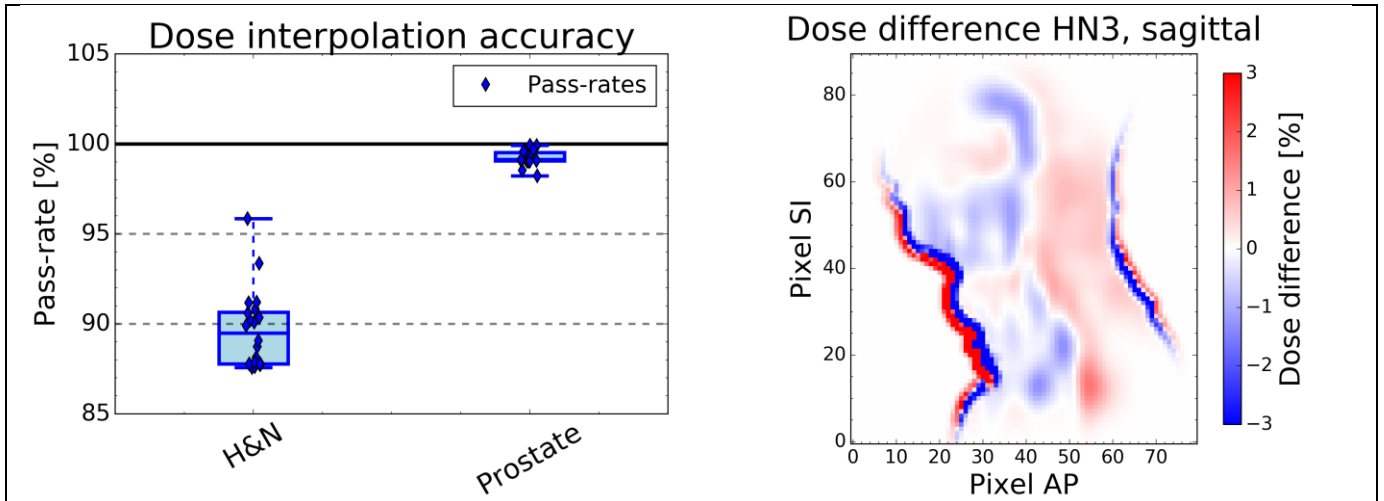 Dose interpolation accuracy
105
100
95
90
85
Pass-rate [%]
Pass-rates
H&N
Prostate
Dose difference HN3, sagittal
80
60
40
20
0
Pixel SI
0 10 20 30 40 50 60 70
Pixel AP
3
2
1
0
−1
−2
−3
Dose difference [%]